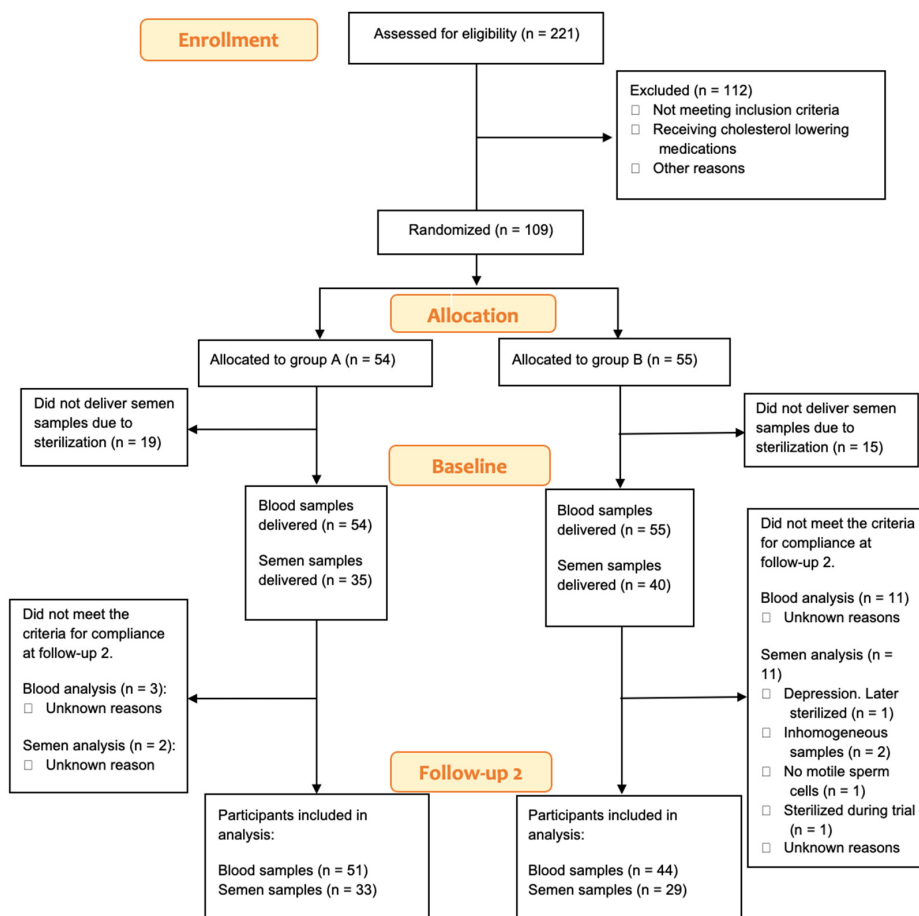 Enrollment
Assessed for eligibility (n = 221)
Excluded (n = 112)
□ Not meeting inclusion criteria
□ Receiving cholesterol lowering
medications
□ Other reasons
Randomized (n = 109)
Allocation
Allocated to group A (n = 54)
Allocated to group B (n = 55)
Did not deliver semen
samples due to
sterilization (n = 19)
Did not deliver semen
samples due to
sterilization (n = 15)
Baseline
Blood samples
delivered (n = 54)
Semen samples
delivered (n = 35)
Blood samples
delivered (n = 55)
Semen samples
delivered (n = 40)
Did not meet the
criteria for compliance
at follow-up 2.
Blood analysis (n = 3):
□ Unknown reasons
Semen analysis (n = 2):
□ Unknown reason
Did not meet the criteria
for compliance at
follow-up 2.
Blood analysis (n = 11)
□ Unknown reasons
Semen analysis (n =
11)
□ Depression. Later
sterilized (n = 1)
□ Inhomogeneous
samples (n = 2)
□ No motile sperm
cells (n = 1)
□ Sterilized during trial
(n = 1)
□ Unknown reasons
Follow-up 2
Participants included in
analysis:
Blood samples (n = 51)
Semen samples (n = 33)
Participants included in
analysis:
Blood samples (n = 44)
Semen samples (n = 29)